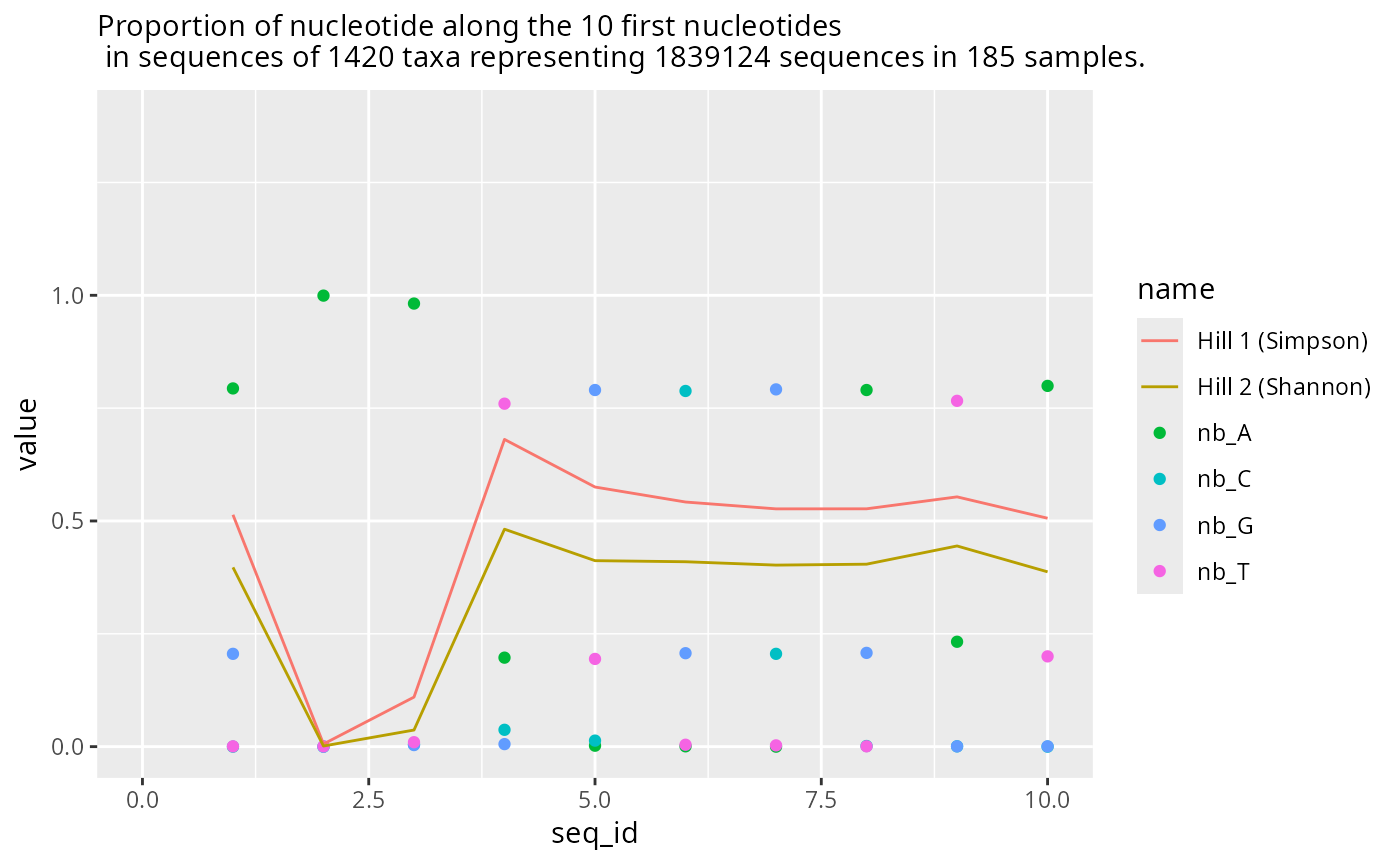 Proportion of nucleotide along the 10 first nucleotides
in sequences of 1420 taxa representing 1839124 sequences in 185 samples.
value
1.0
0.5
0.0
0.0
2.5
5.0
7.5
10.0
seq_id
name
Hill 1 (Simpson)
Hill 2 (Shannon)
nb_A
nb_C
nb_G
nb_T